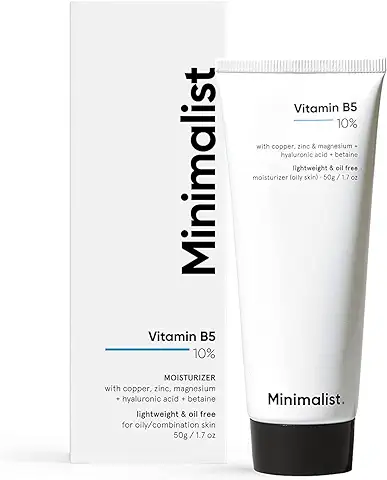 Minimalist
Vitamin B5
10%
MOISTURIZER
with copper, zinc, magnesium
+ hyaluronic acid + betaine
lightweight & oil free
for oily/combination skin
50g / 1.7 oz
Vitamin B5
10%
with copper, zinc & magnesium +
hyaluronic acid + betaine
lightweight & oil free
moisturizer (oily skin) · 50g / 1.7 oz
Minimalist.